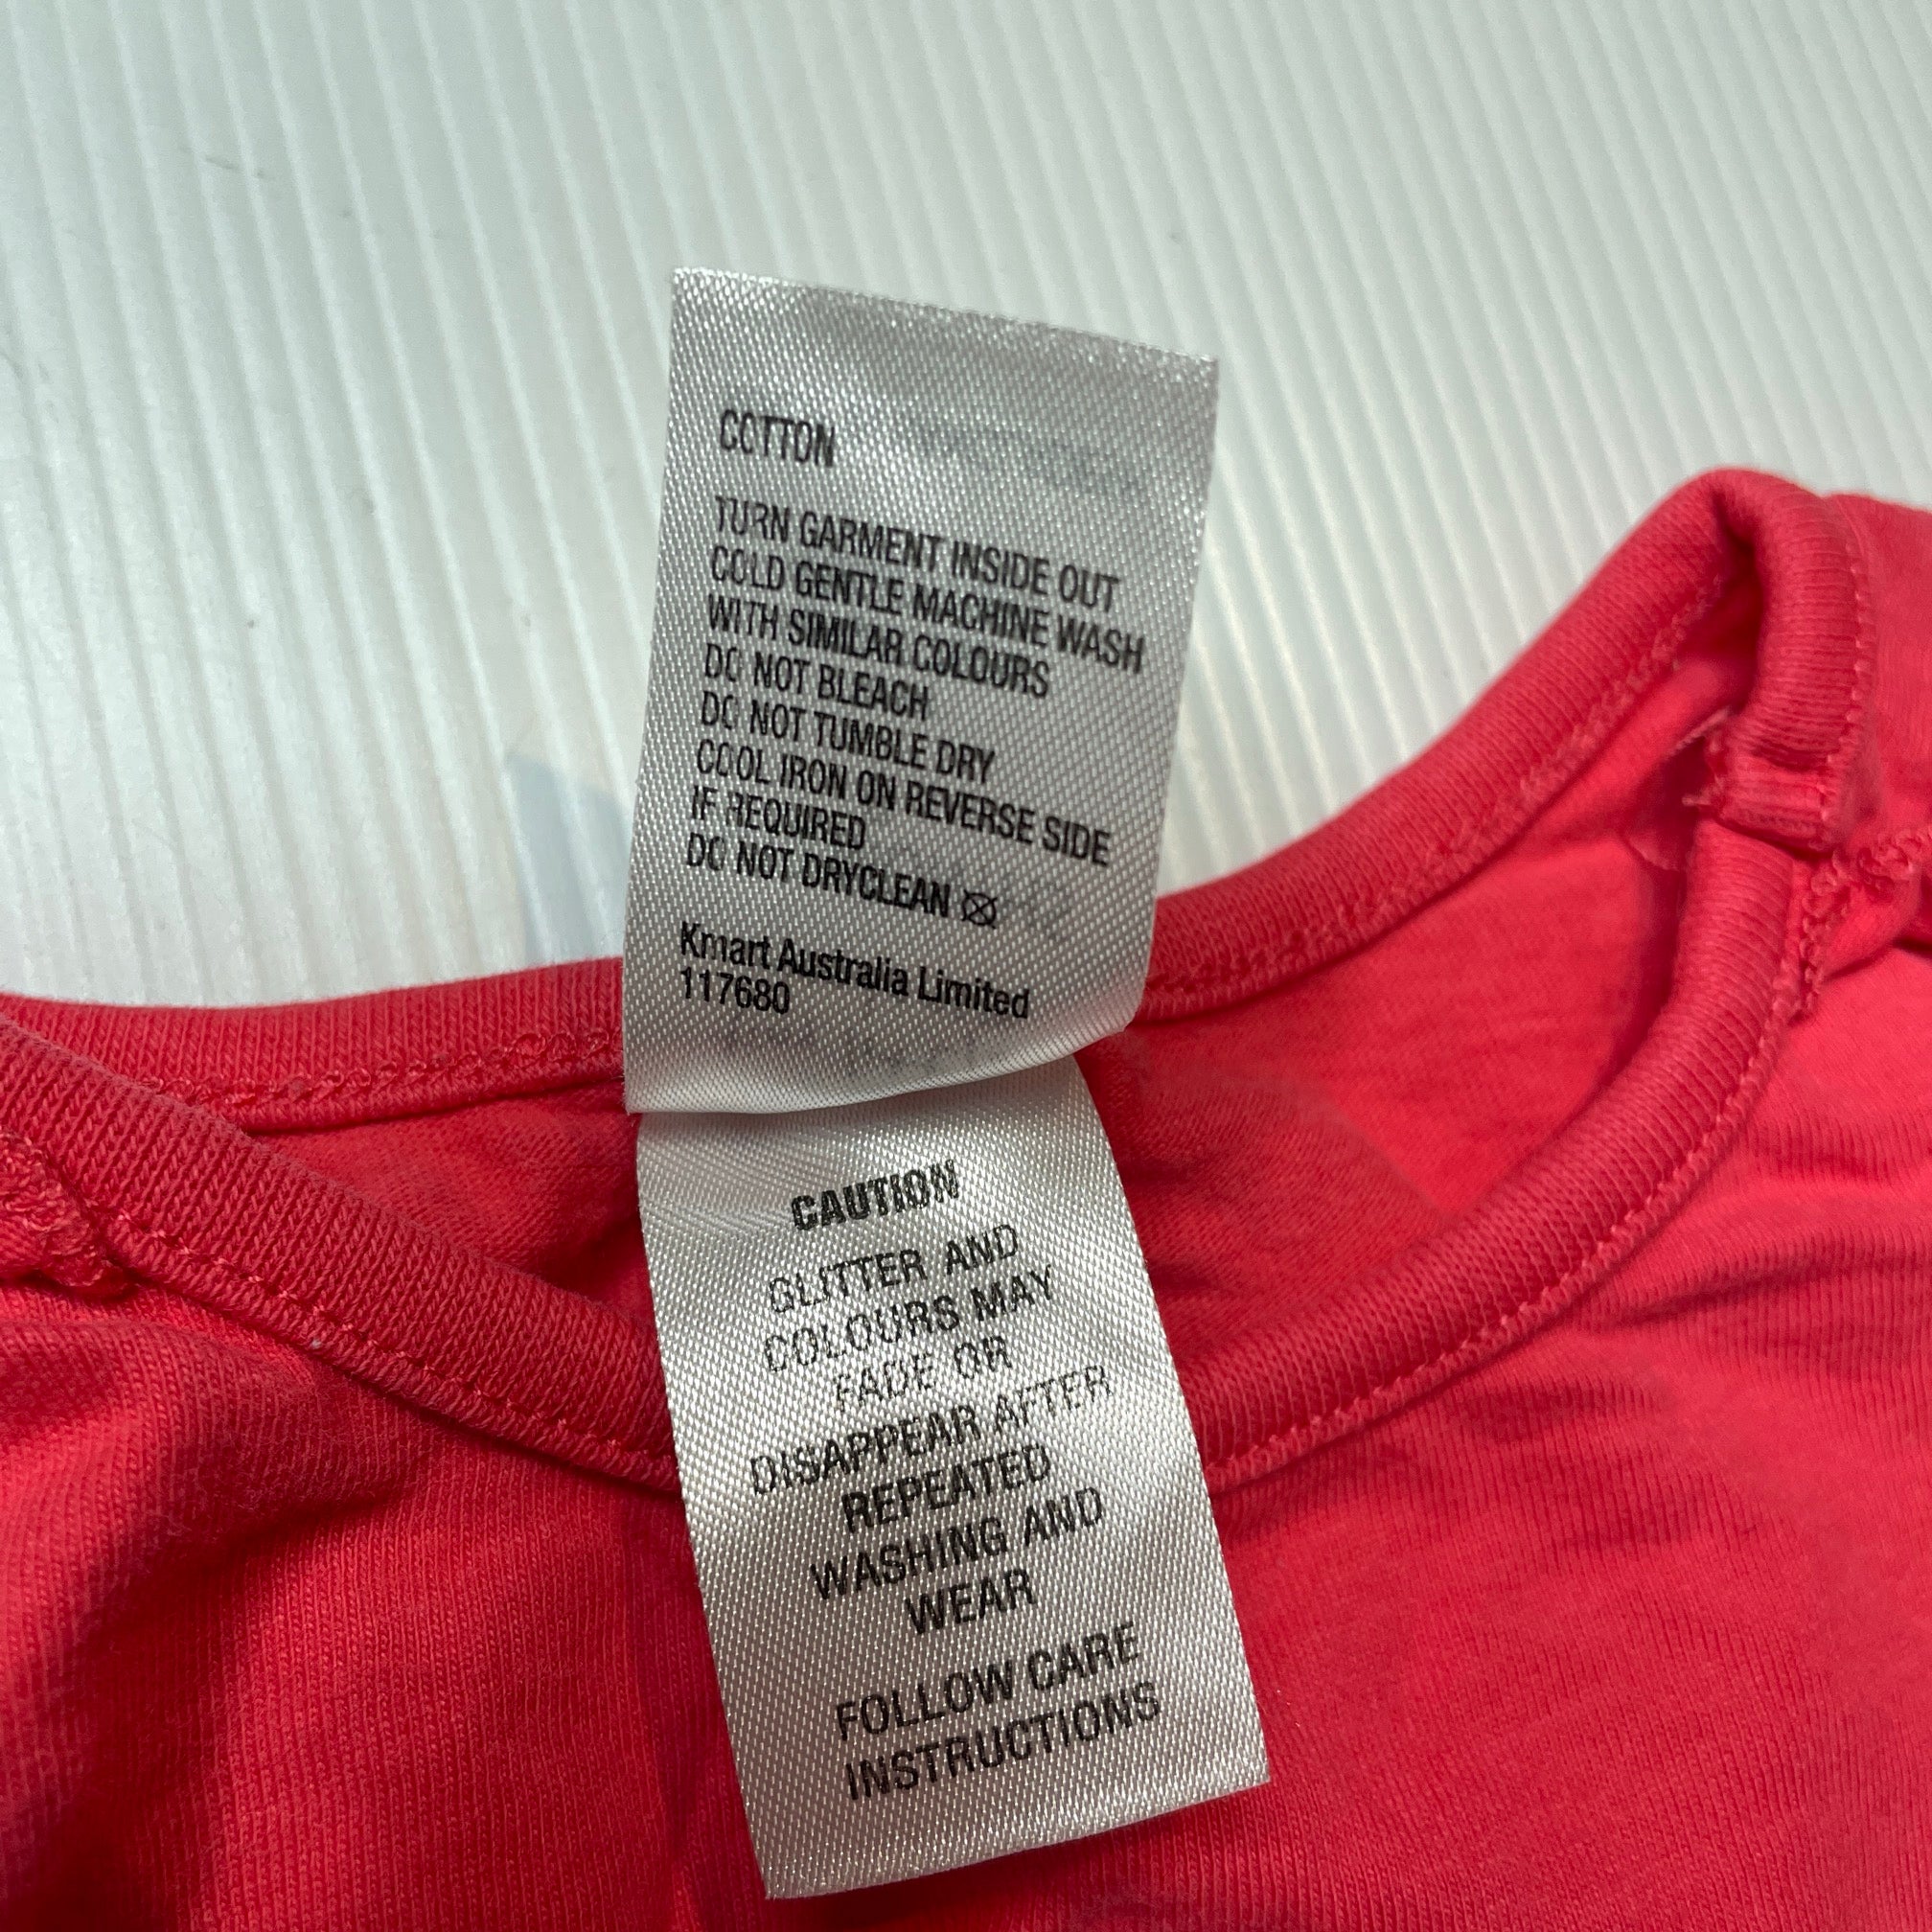 COTTON
TURN GARMENT INSIDE OUT
COLD GENTLE MACHINE WASH
WITH SIMILAR COLOURS
DO NOT BLEACH
DO NOT TUMBLE DRY
COOL IRON ON REVERSE SIDE
IF REQUIRED
DO NOT DRYCLEAN
Kmart Australia Limited
117680
CAUTION
GLITTER AND
COLOURS MAY
FADE OR
DISAPPEAR AFTER
REPEATED
WASHING AND
WEAR
FOLLOW CARE
INSTRUCTIONS